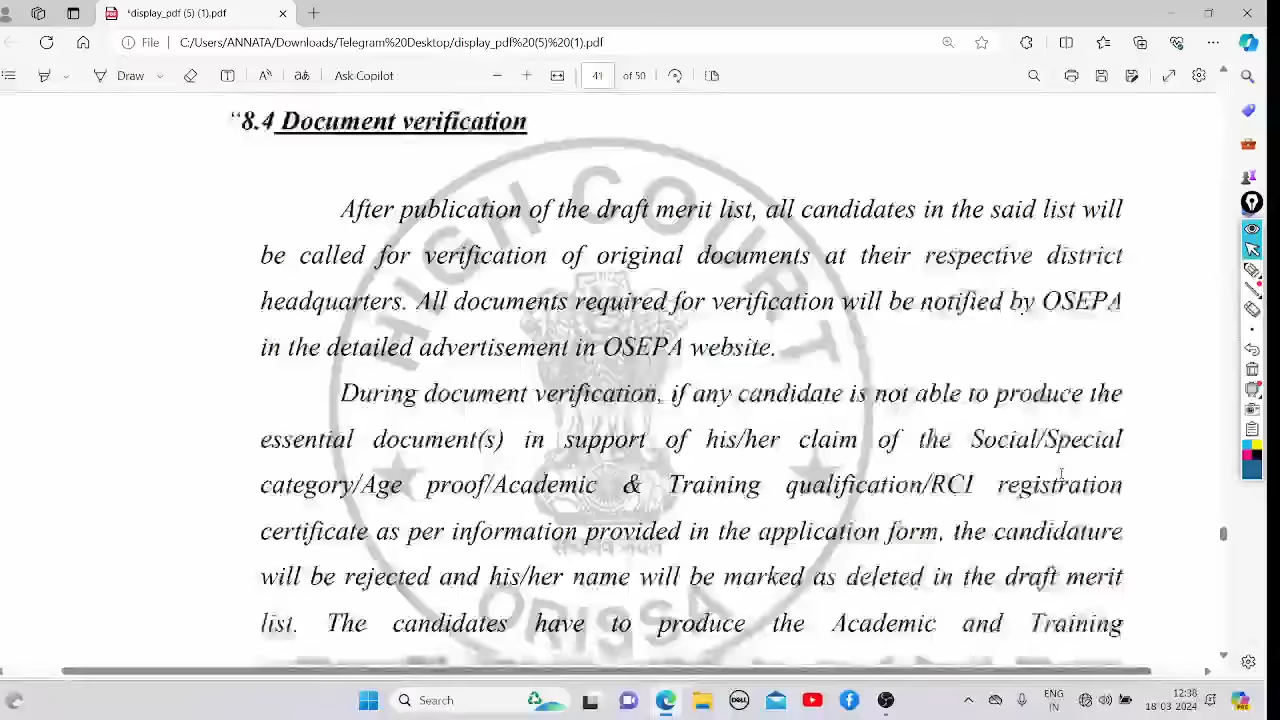 *display_pdf (5) (1).pdf
File
C:/Users/ANNATA/Downloads/Telegram%20Desktop/display_pdf%20(5)%20(1).pdf
Draw
Ask Copilot
41 of 50
"8.4 Document verification
After publication of the draft merit list, all candidates in the said list will
be called for verification of original documents at their respective district
headquarters. All documents required for verification will be notified by OSEPA
in the detailed advertisement in OSEPA website.
During document verification, if any candidate is not able to produce the
essential document(s) in support of his/her claim of the Social/Special
category/Age proof/Academic & Training qualification/RCI registration
certificate as per information provided in the application form, the candidature
will be rejected and his/her name will be marked as deleted in the draft merit
list. The candidates have to produce the Academic and Training
HIGH COURT
सत्यमेव जयते
ORISSA
Search
DELL
ENG
IN
12:38
18-03-2024